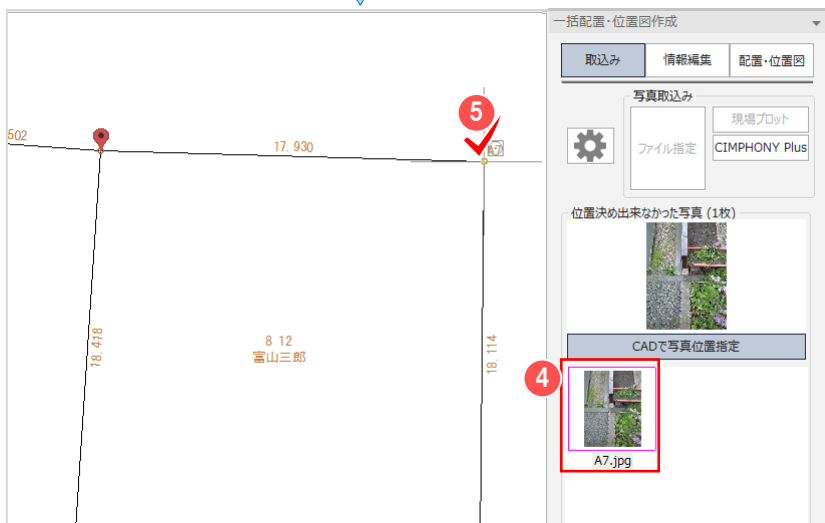 一括配置・位置図作成
取込み
情報編集
配置・位置図
写真取込み
ファイル指定
現場プロット
CIMPHONY Plus
位置決め出来なかった写真 (1枚)
CADで写真位置指定
4
A7.jpg
5
502
17.930
A7
18.418
8 12
富山三郎
18.114